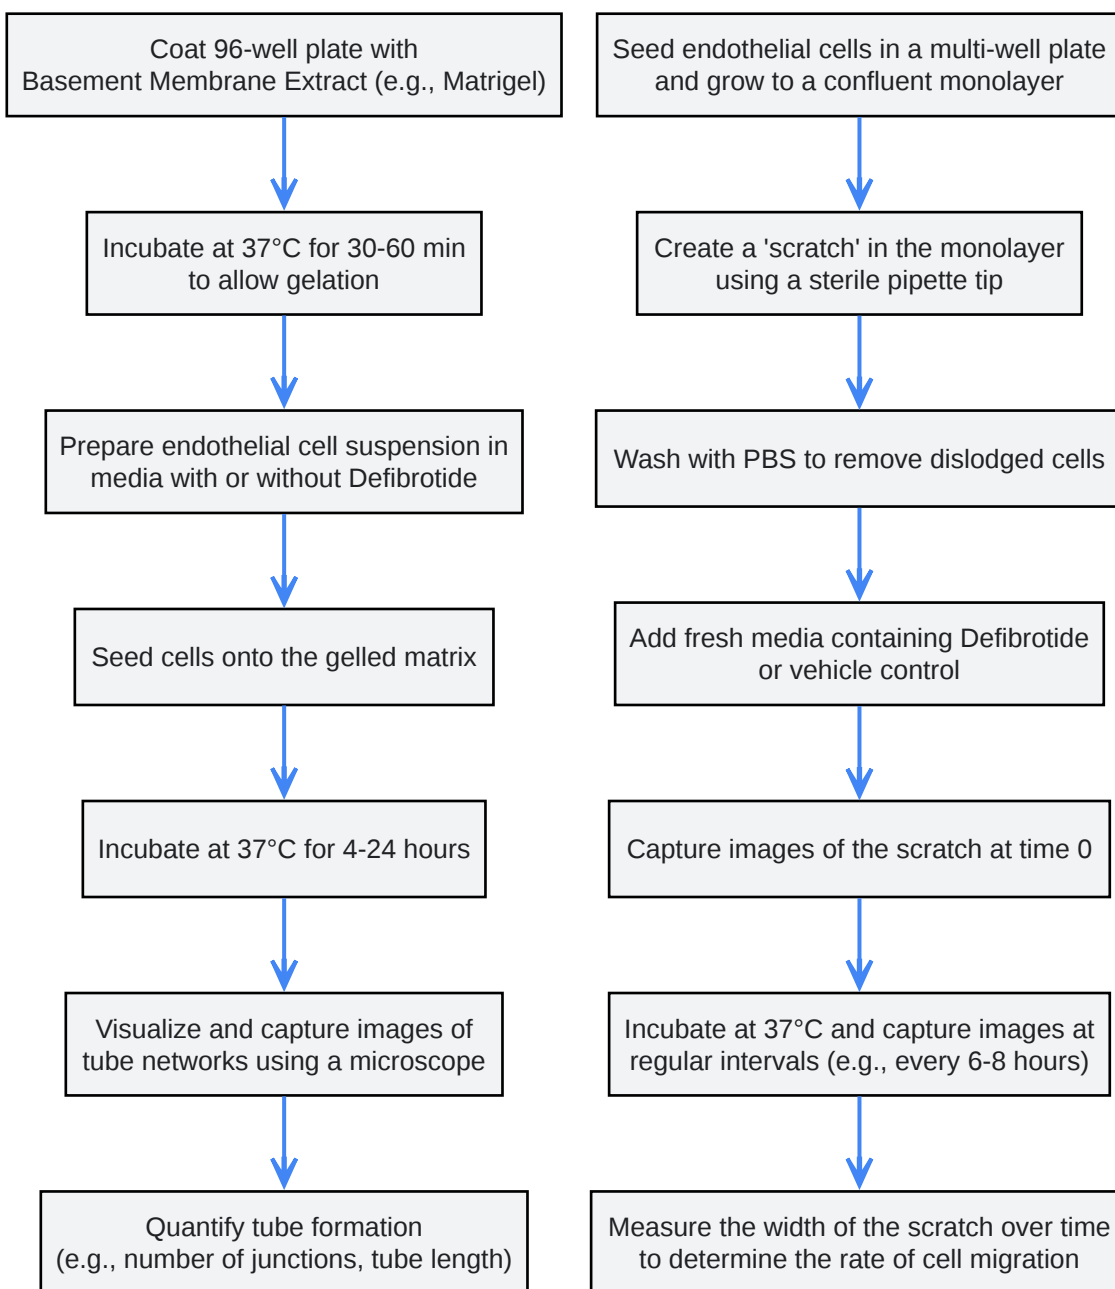 Coat 96-well plate with
Basement Membrane Extract (e.g., Matrigel)
Incubate at 37°C for 30-60 min
to allow gelation
Prepare endothelial cell suspension in
media with or without Defibrotide
Seed cells onto the gelled matrix
Incubate at 37°C for 4-24 hours
Visualize and capture images of
tube networks using a microscope
Quantify tube formation
(e.g., number of junctions, tube length)
Seed endothelial cells in a multi-well plate
and grow to a confluent monolayer
Create a 'scratch' in the monolayer
using a sterile pipette tip
Wash with PBS to remove dislodged cells
Add fresh media containing Defibrotide
or vehicle control
Capture images of the scratch at time 0
Incubate at 37°C and capture images at
regular intervals (e.g., every 6-8 hours)
Measure the width of the scratch over time
to determine the rate of cell migration